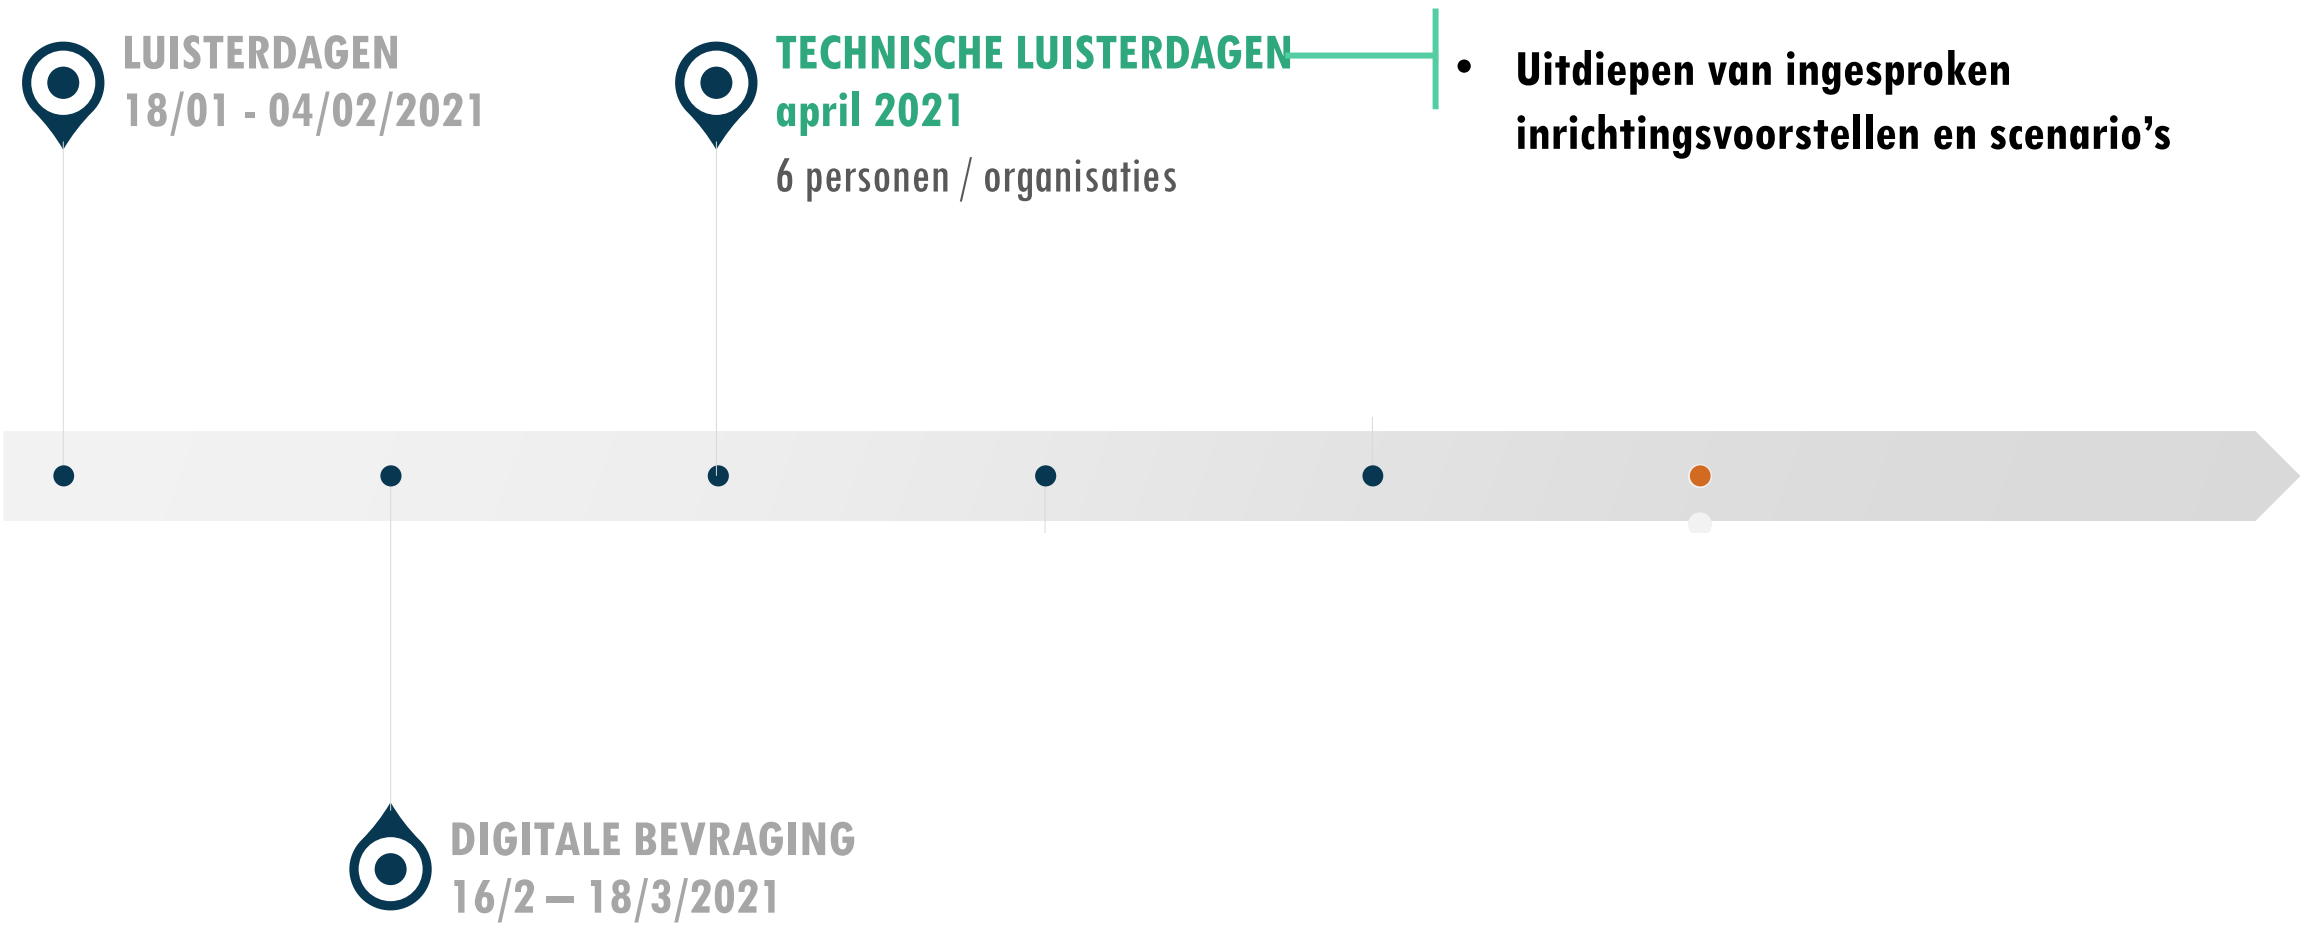 LUISTERDAGEN
18/01 - 04/02/2021
TECHNISCHE LUISTERDAGEN
april 2021
6 personen / organisaties
• Uitdiepen van ingesproken
inrichtingsvoorstellen en scenario’s
DIGITALE BEVRAGING
16/2 — 18/3/2021